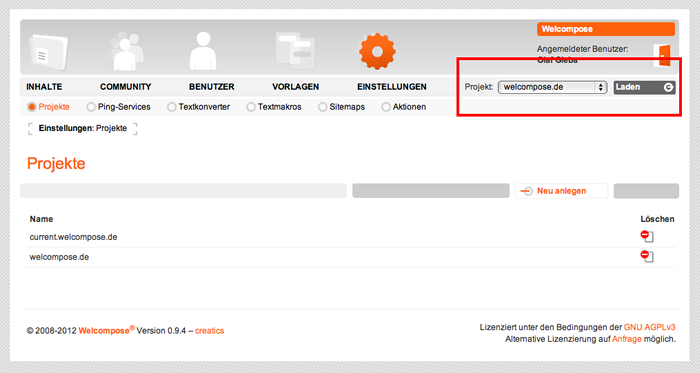 Welcompose
Angemeldeter Benutzer:
Olaf Gleba
INHALTE COMMUNITY BENUTZER VORLAGEN EINSTELLUNGEN
Projekt: welcompose.de Laden
Projekte Ping-Services Textkonverter Textmakros Sitemaps Aktionen
Einstellungen: Projekte
Projekte
Neu anlegen
Name Löschen
current.welcompose.de
welcompose.de
© 2008-2012 Welcompose® Version 0.9.4 – creatics
Lizenziert unter den Bedingungen der GNU AGPLv3
Alternative Lizenzierung auf Anfrage möglich.